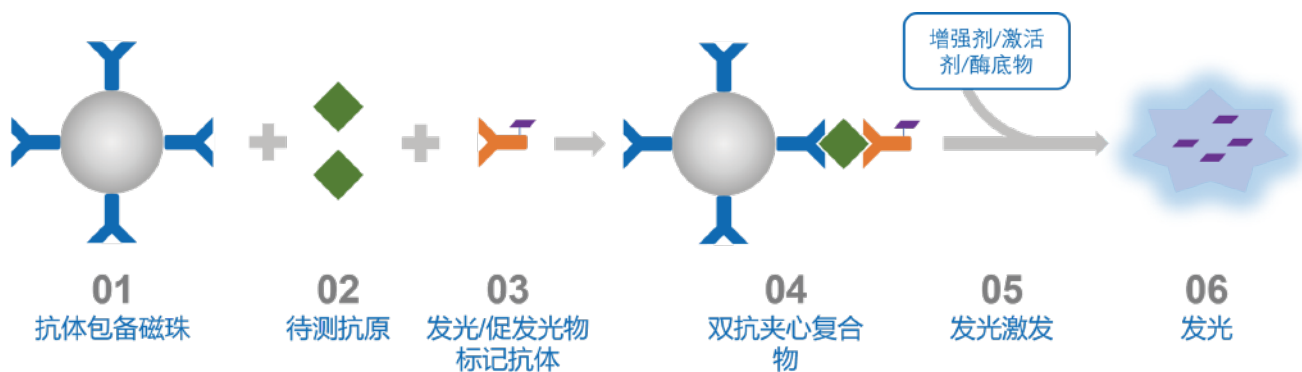 增强剂/激活
剂/酶底物
01
抗体包备磁珠
02
待测抗原
03
发光/促发光物
标记抗体
04
双抗夹心复合
物
05
发光激发
06
发光